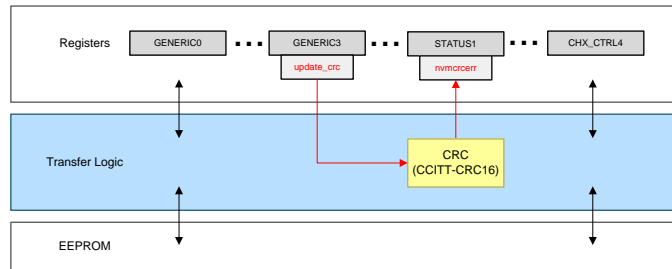 Registers
GENERIC0
GENERIC3
STATUS1
CHX_CTRL4
update_crc
nvmcrcerr
Transfer Logic
CRC
(CCITT-CRC16)
EEPROM